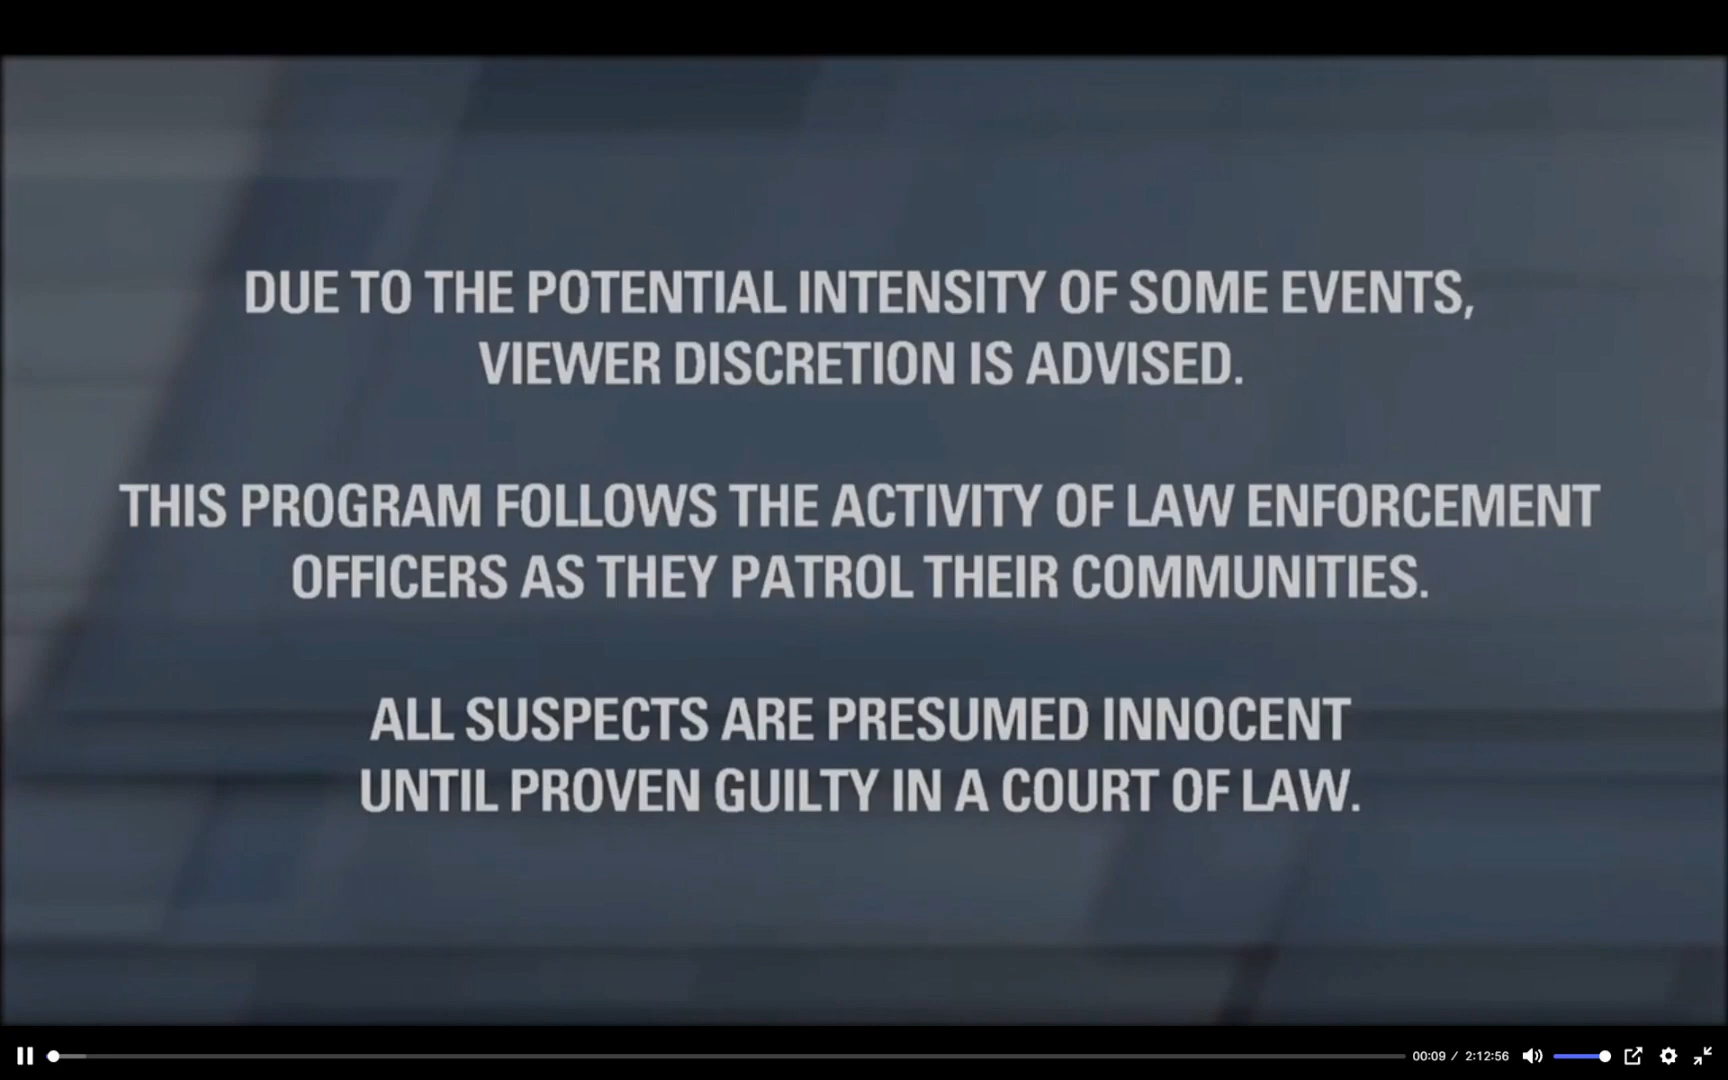 DUE TO THE POTENTIAL INTENSITY OF SOME EVENTS,
VIEWER DISCRETION IS ADVISED.
THIS PROGRAM FOLLOWS THE ACTIVITY OF LAW ENFORCEMENT
OFFICERS AS THEY PATROL THEIR COMMUNITIES.
ALL SUSPECTS ARE PRESUMED INNOCENT
UNTIL PROVEN GUILTY IN A COURT OF LAW.
00:09 / 2:12:56